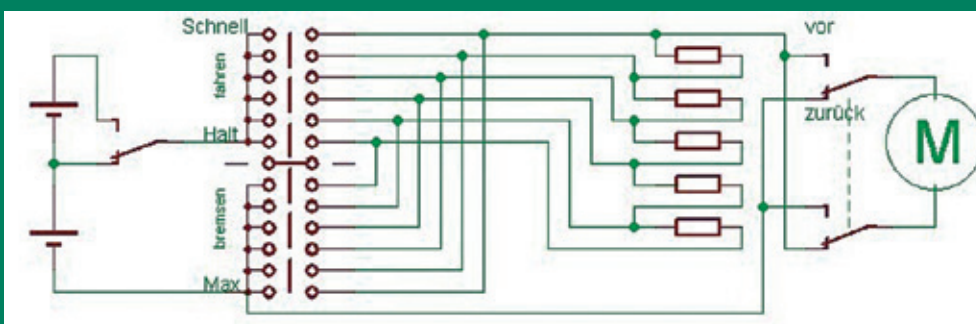 Schnell
fahren
Halt
bremsen
Max
vor
zurück
M